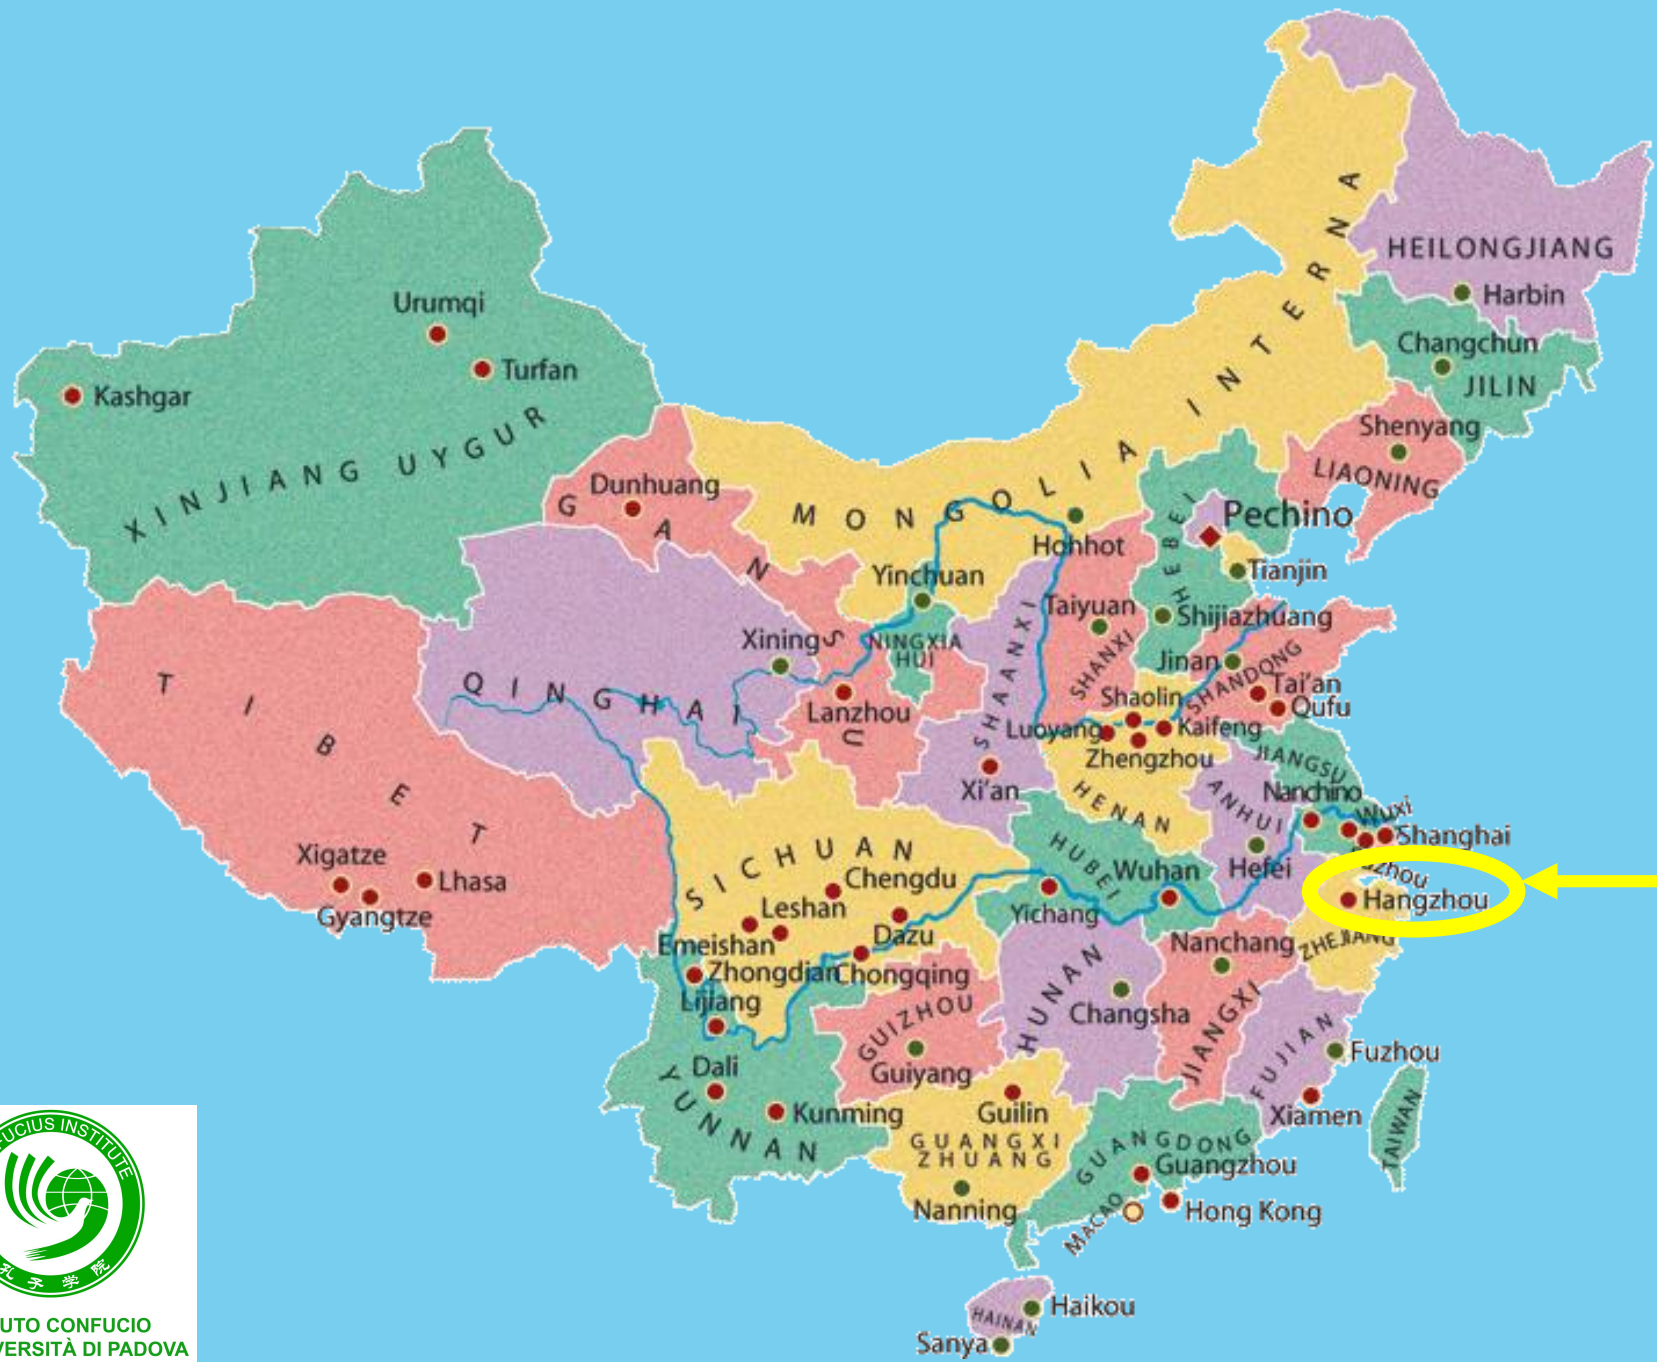 HEILONGJIANG
Harbin
Urumqi
Changchun
Turfan
JILIN
Kashgar
XINJIANG UYGUR
MONGOLIA INTERNA
Shenyang
LIAONING
Dunhuang
GANSU
Pechino
HEBEI
Hohhot
Tianjin
Yinchuan
Taiyuan
Shijiazhuang
Xining
NINGXIA
HUI
SHAANXI
SHANXI
Jinan
SHANDONG
TIBET
QINGHAI
Shaolin
Tai'an
Qufu
Lanzhou
Luoyang
Kaifeng
Zhengzhou
JIANGSU
Xi'an
HENAN
ANHUI
Nanchino
Wuxi
Shanghai
Xigatze
Lhasa
Gyangtze
SICHUAN
Chengdu
HUBEI
Wuhan
Hefei
zhou
Hangzhou
Leshan
Yichang
Emeishan
Dazu
Nanchang
ZHEJIANG
Zhongdian
Chongqing
Lijiang
GUIZHOU
HUNAN
Changsha
JIANGXI
FUJIAN
Fuzhou
Guiyang
Dali
YUNNAN
Kunming
Guilin
Xiamen
TAIWAN
GUANGXI
ZHUANG
GUANGDONG
Guangzhou
Nanning
MACAO
Hong Kong
HAINAN
Haikou
Sanya
FUCIUS INSTITUTE
孔子学院
UTO CONFUCIO
VERSITÀ DI PADOVA